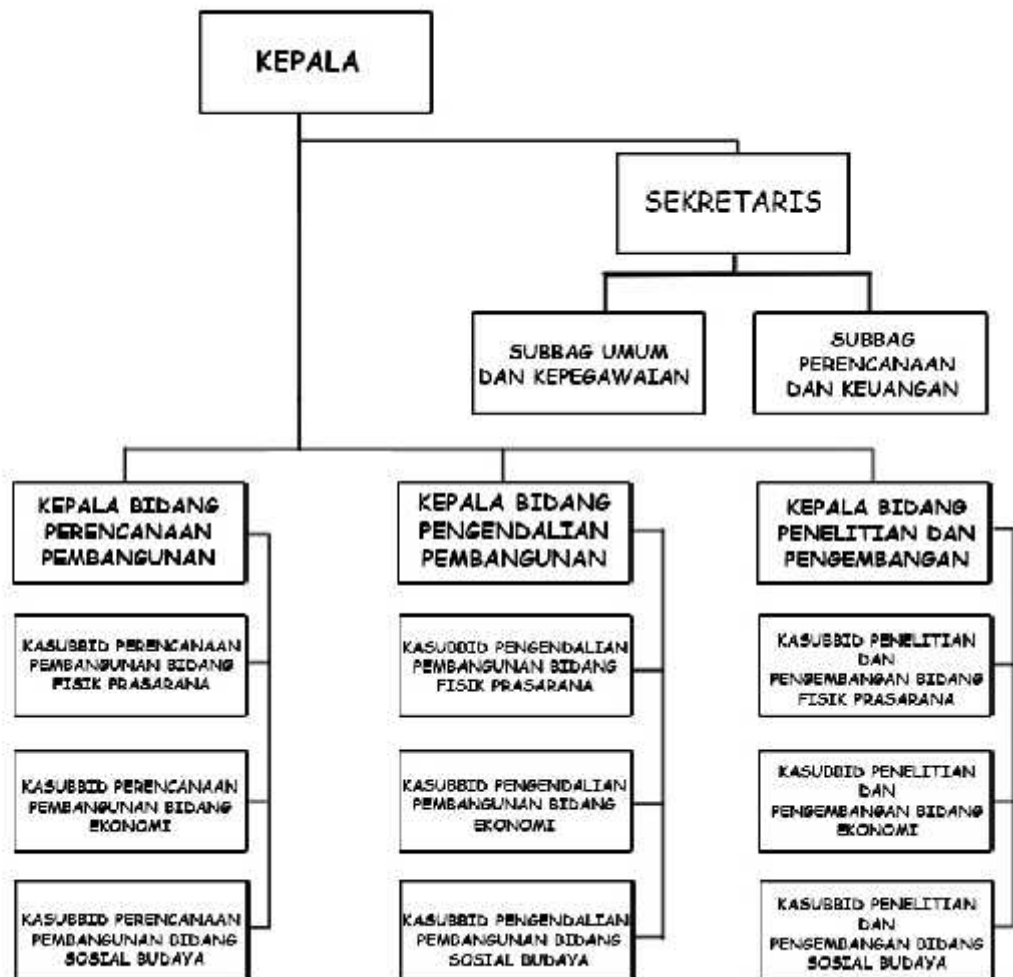 KEPALA
SEKRETARIS
SUBBAG UMUM
DAN KEPEGAWAIAN
SUBBAG
PERENCANAAN
DAN KEUANGAN
KEPALA BIDANG
PERENCANAAN
PEMBANGUNAN
KEPALA BIDANG
PENGENDALIAN
PEMBANGUNAN
KEPALA BIDANG
PENELITIAN DAN
PENGEMBANGAN
KASUBBID PERENCANAAN
PEMBANGUNAN BIDANG
FISIK PRASARANA
KASUBBID PENGENDALIAN
PEMBANGUNAN BIDANG
FISIK PRASARANA
KASUBBID PENELITIAN
DAN
PENGEMBANGAN BIDANG
FISIK PRASARANA
KASUBBID PERENCANAAN
PEMBANGUNAN BIDANG
EKONOMI
KASUBBID PENGENDALIAN
PEMBANGUNAN BIDANG
EKONOMI
KASUBBID PENELITIAN
DAN
PENGEMBANGAN BIDANG
EKONOMI
KASUBBID PERENCANAAN
PEMBANGUNAN BIDANG
SOSIAL BUDAYA
KASUBBID PENGENDALIAN
PEMBANGUNAN BIDANG
SOSIAL BUDAYA
KASUBBID PENELITIAN
DAN
PENGEMBANGAN BIDANG
SOSIAL BUDAYA